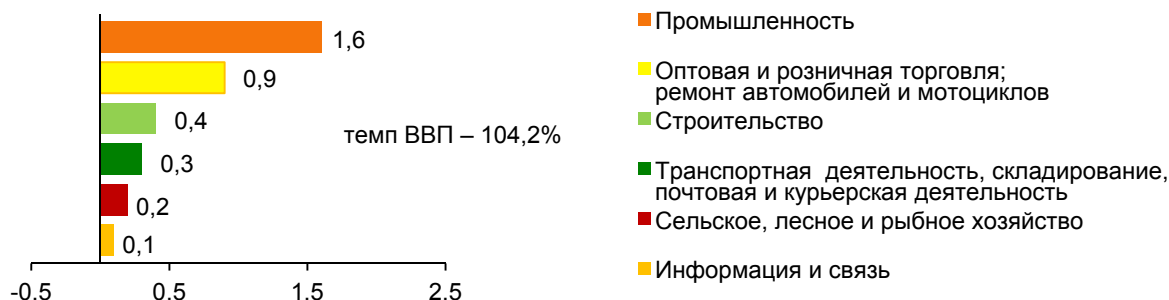 1,6
0,9
0,4
0,3
0,2
0,1
темп ВВП – 104,2%
-0.5
0.5
1.5
2.5
Промышленность
Оптовая и розничная торговля;
ремонт автомобилей и мотоциклов
Строительство
Транспортная деятельность, складирование,
почтовая и курьерская деятельность
Сельское, лесное и рыбное хозяйство
Информация и связь